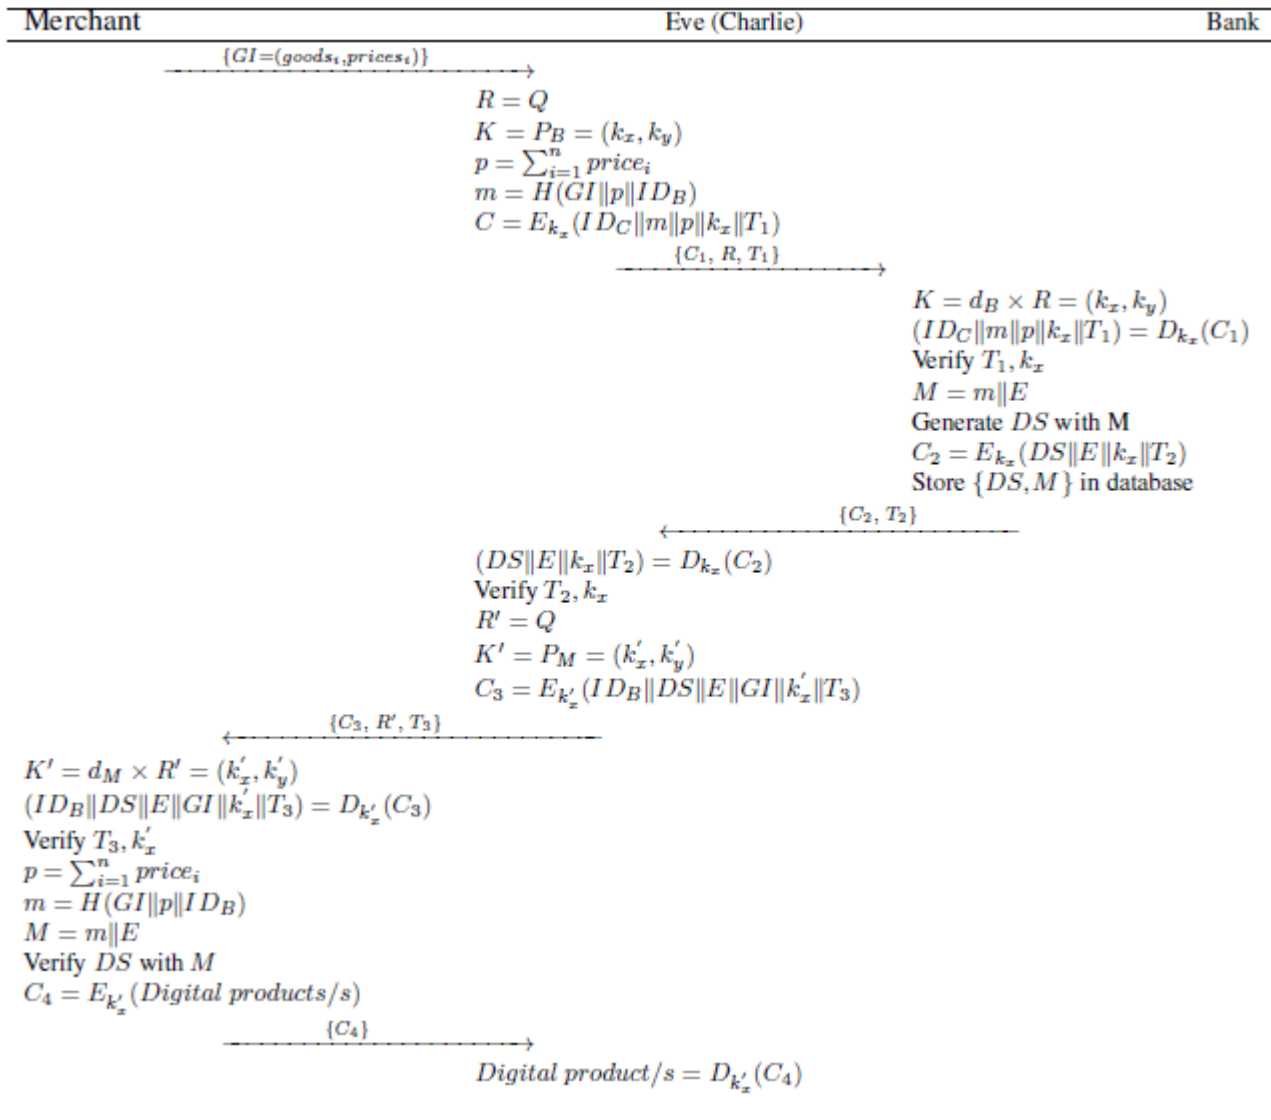 Merchant Eve (Charlie) Bank
{GI=(goods_i,prices_i)}
R = Q
K = P_B = (k_x, k_y)
p = ∑_{i=1}^{n} price_i
m = H(GI∥p∥ID_B)
C = E_{k_x}(ID_C∥m∥p∥k_x∥T_1)
{C_1, R, T_1}
K = d_B × R = (k_x, k_y)
(ID_C∥m∥p∥k_x∥T_1) = D_{k_x}(C_1)
Verify T_1, k_x
M = m∥E
Generate DS with M
C_2 = E_{k_x}(DS∥E∥k_x∥T_2)
Store {DS, M} in database
{C_2, T_2}
(DS∥E∥k_x∥T_2) = D_{k_x}(C_2)
Verify T_2, k_x
R′ = Q
K′ = P_M = (k′_x, k′_y)
C_3 = E_{k′_x}(ID_B∥DS∥E∥GI∥k′_x∥T_3)
{C_3, R′, T_3}
K′ = d_M × R′ = (k′_x, k′_y)
(ID_B∥DS∥E∥GI∥k′_x∥T_3) = D_{k′_x}(C_3)
Verify T_3, k′_x
p = ∑_{i=1}^{n} price_i
m = H(GI∥p∥ID_B)
M = m∥E
Verify DS with M
C_4 = E_{k′_x}(Digital products/s)
{C_4}
Digital product/s = D_{k′_x}(C_4)